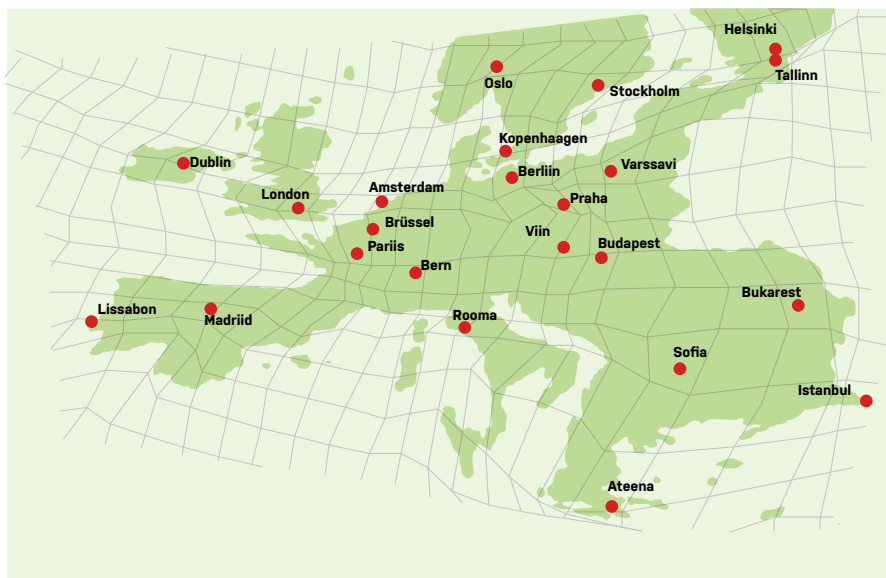 Helsinki
Tallinn
Oslo
Stockholm
Kopenhaagen
Dublin
Berliin
Varssavi
London
Amsterdam
Praha
Brüssel
Viin
Pariis
Budapest
Bern
Bukarest
Lissabon
Madriid
Rooma
Sofia
Istanbul
Ateena